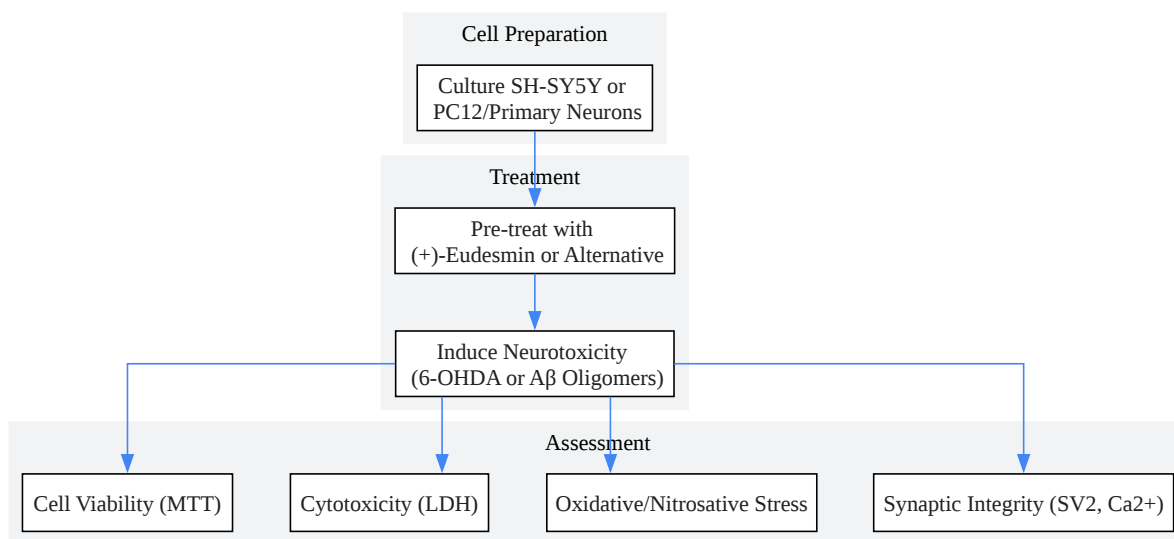 Cell Preparation
Culture SH-SY5Y or
PC12/Primary Neurons
Treatment
Pre-treat with
(+)-Eudesmin or Alternative
Induce Neurotoxicity
(6-OHDA or Aβ Oligomers)
Assessment
Cell Viability (MTT)
Cytotoxicity (LDH)
Oxidative/Nitrosative Stress
Synaptic Integrity (SV2, Ca2+)